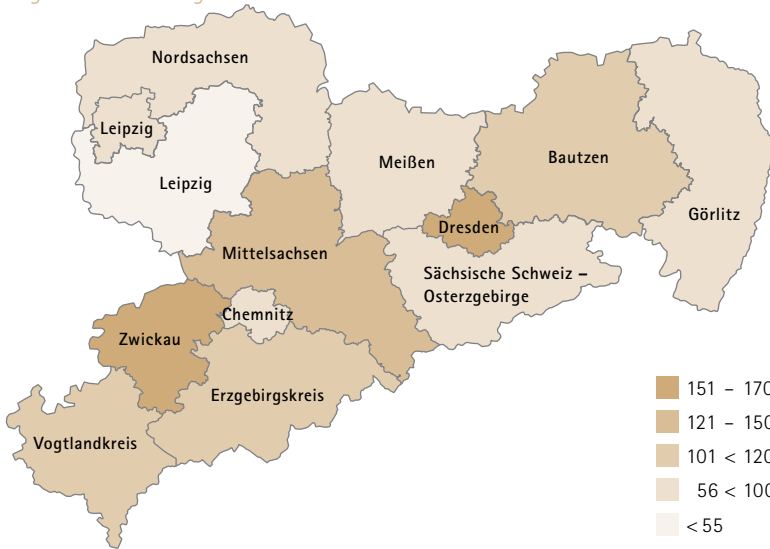 Nordsachsen
Leipzig
Leipzig
Meißen
Bautzen
Görlitz
Dresden
Mittelsachsen
Sächsische Schweiz –
Osterzgebirge
Chemnitz
Zwickau
Erzgebirgskreis
Vogtlandkreis
151 – 170
121 – 150
101 < 120
56 < 100
< 55